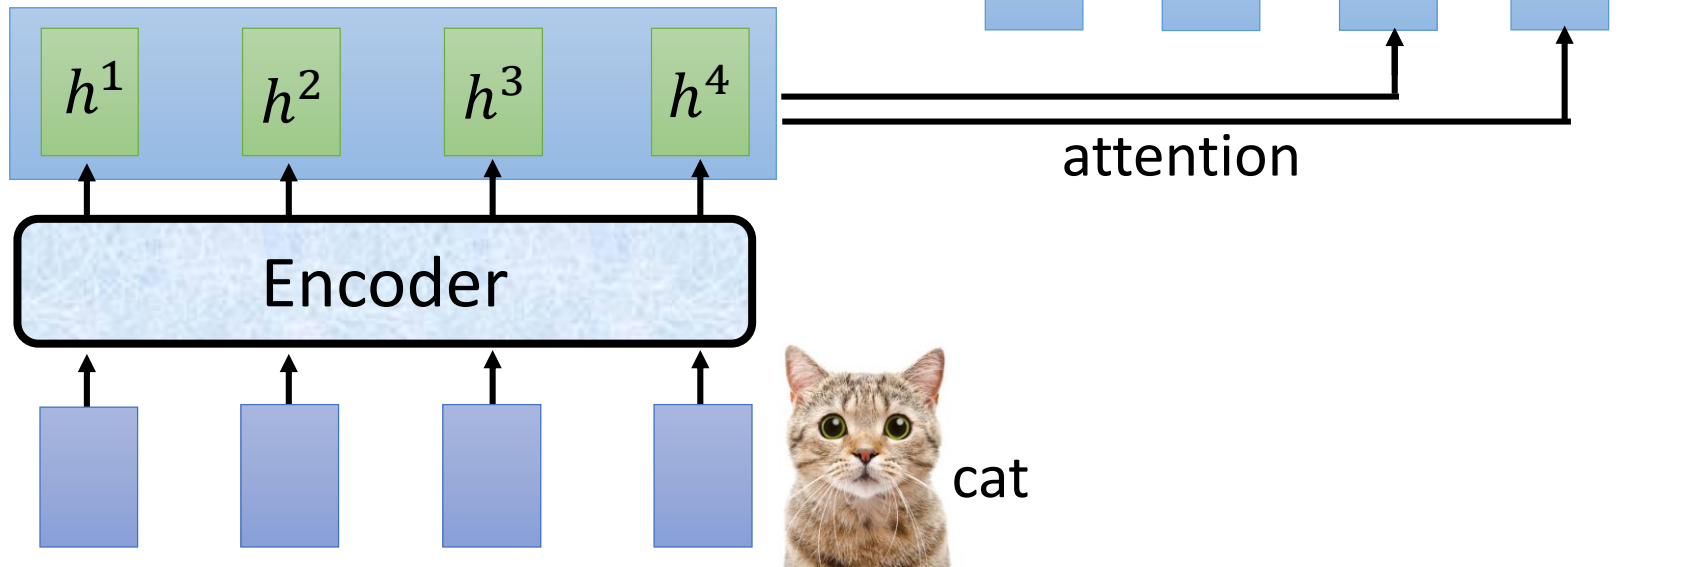 h¹ h² h³ h⁴
attention
Encoder
cat